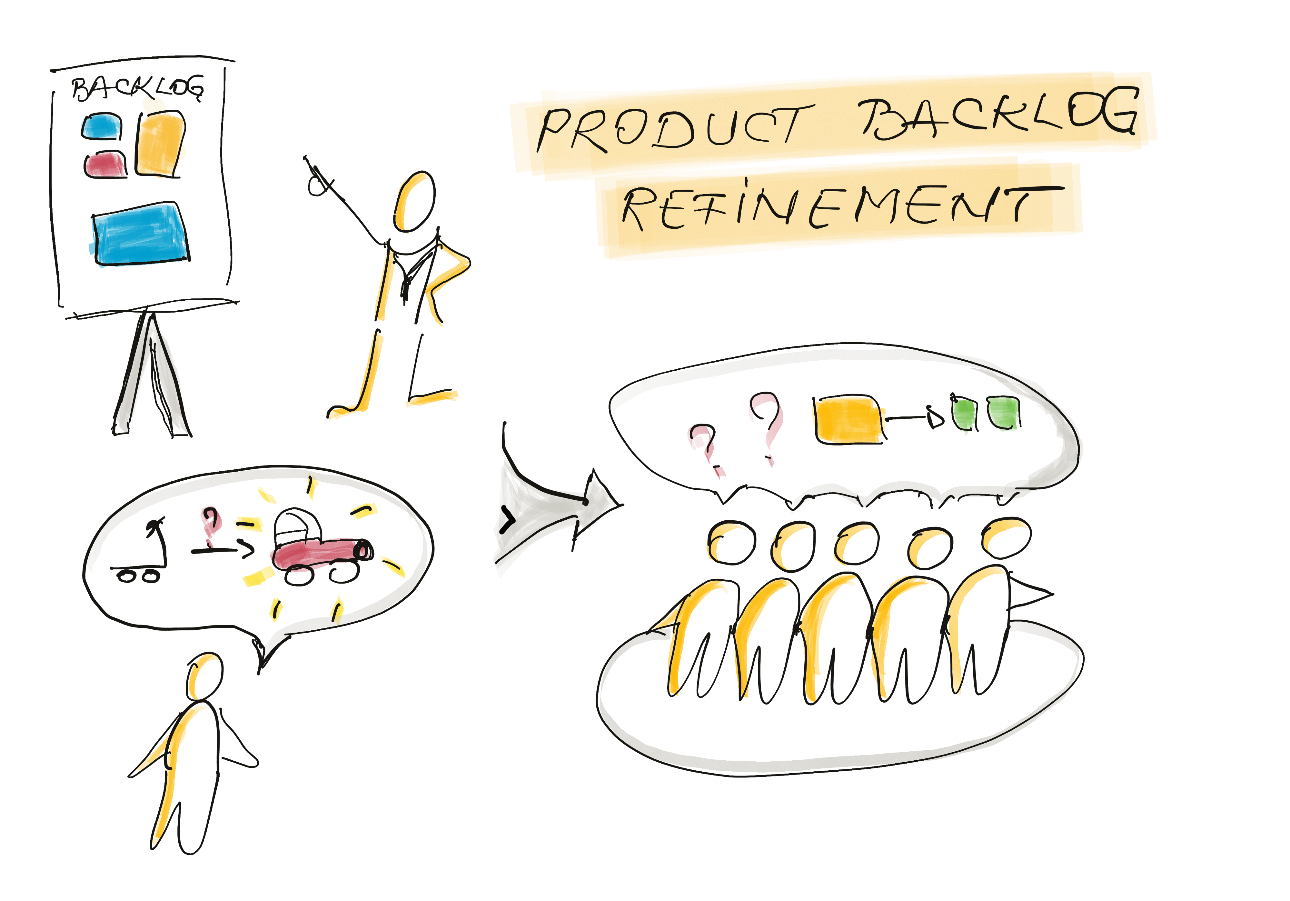 BACKLOG
PRODUCT BACKLOG
REFINEMENT
? ?
?